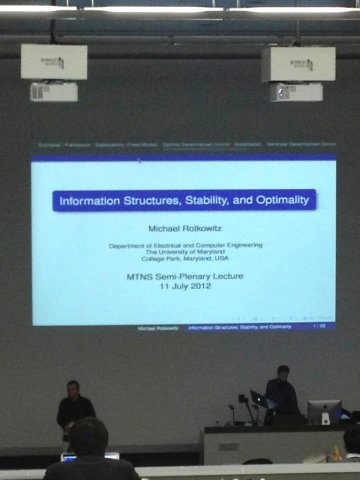 Information Structures, Stability, and Optimality
Michael Rotkowitz
Department of Electrical and Computer Engineering
The University of Maryland
College Park, Maryland, USA
MTNS Semi-Plenary Lecture
11 July 2012
Michael Rotkowitz Information Structures, Stability, and Optimality